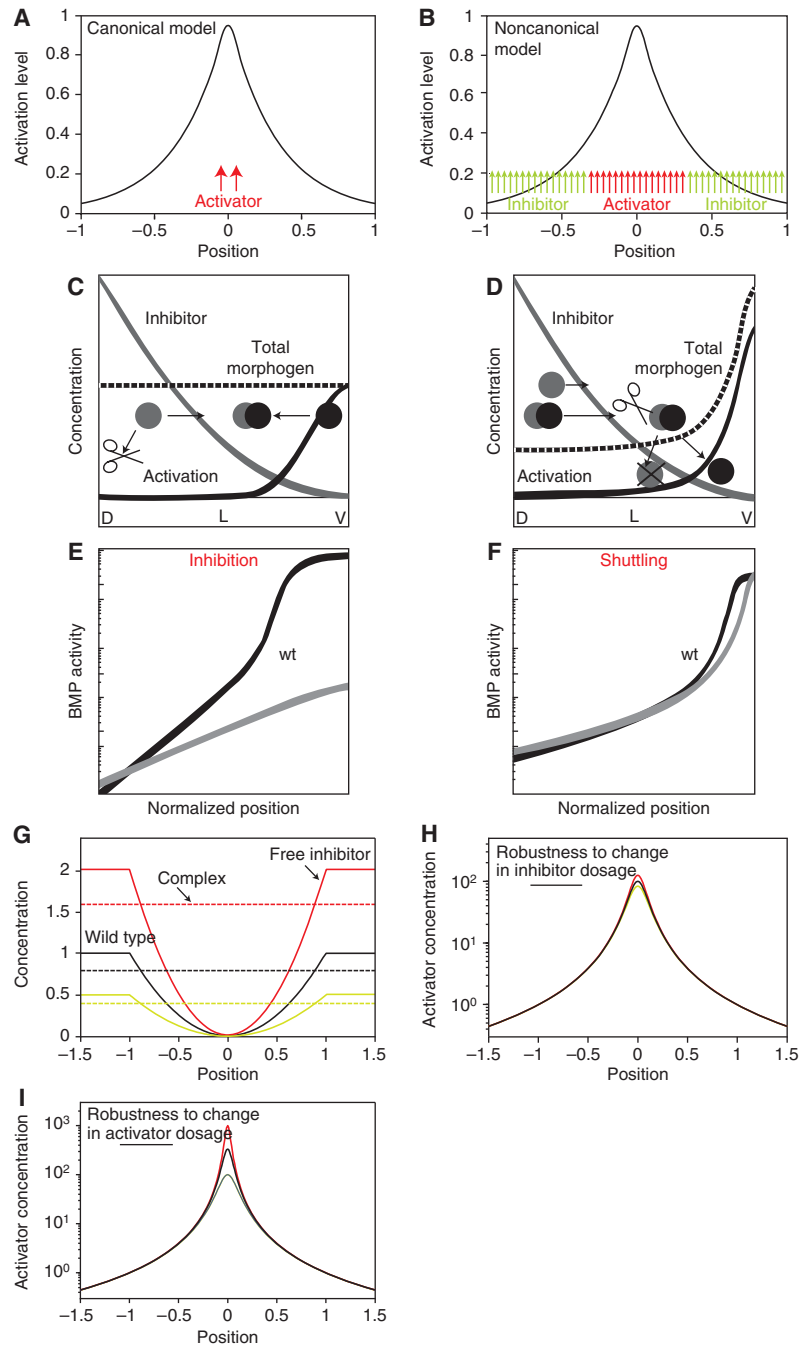 A
Canonical model
Activation level
1
0.8
0.6
0.4
0.2
0
Activator
−1
−0.5
0
0.5
1
Position
B
Noncanonical
model
Activation level
1
0.8
0.6
0.4
0.2
0
Inhibitor
Activator
Inhibitor
−1
−0.5
0
0.5
1
Position
C
Inhibitor
Total
morphogen
Concentration
Activation
D
L
V
D
Inhibitor
Total
morphogen
Concentration
Activation
D
L
V
E
Inhibition
BMP activity
wt
Normalized position
F
Shuttling
BMP activity
wt
Normalized position
G
Free inhibitor
Complex
Wild type
Concentration
2
1.5
1
0.5
0
−1.5
−1
−0.5
0
0.5
1
1.5
Position
H
Robustness to change
in inhibitor dosage
Activator concentration
10²
10¹
10⁰
−1.5
−1
−0.5
0
0.5
1
1.5
Position
I
Robustness to change
in activator dosage
Activator concentration
10³
10²
10¹
10⁰
−1.5
−1
−0.5
0
0.5
1
1.5
Position